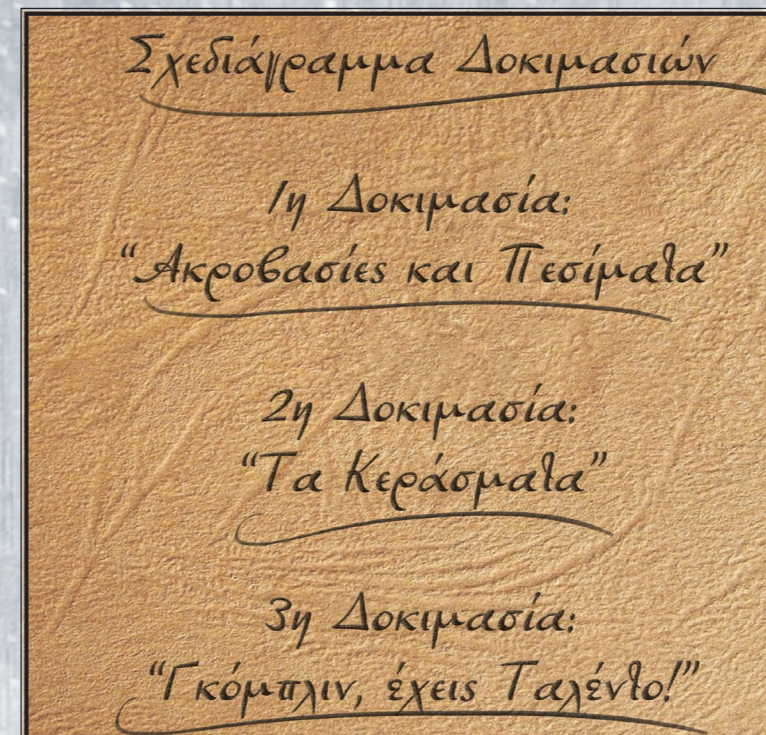 Σχεδιάγραμμα Δοκιμασιών
1η Δοκιμασία:
“Ακροβασίες και Πεσίματα”
2η Δοκιμασία:
“Τα Κεράσματα”
3η Δοκιμασία:
“Γκόμπλιν, έχεις Ταλέντο!”